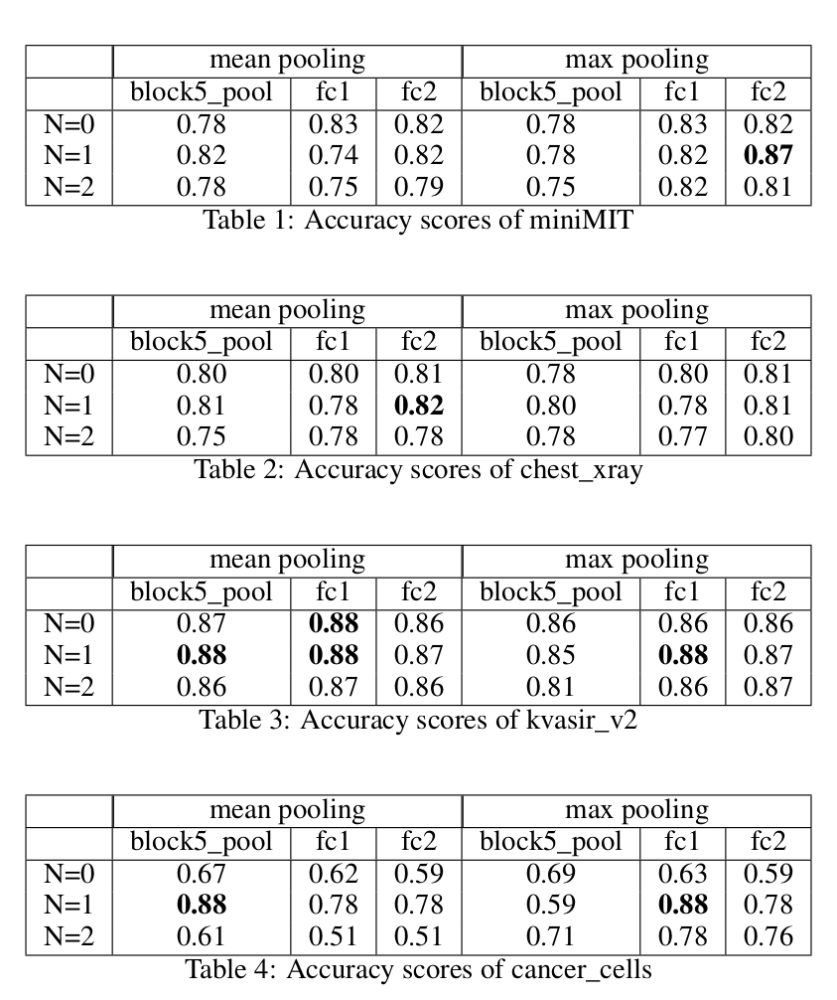 mean pooling max pooling
block5_pool fc1 fc2 block5_pool fc1 fc2
N=0 0.78 0.83 0.82 0.78 0.83 0.82
N=1 0.82 0.74 0.82 0.78 0.82 0.87
N=2 0.78 0.75 0.79 0.75 0.82 0.81
Table 1: Accuracy scores of miniMIT
mean pooling max pooling
block5_pool fc1 fc2 block5_pool fc1 fc2
N=0 0.80 0.80 0.81 0.78 0.80 0.81
N=1 0.81 0.78 0.82 0.80 0.78 0.81
N=2 0.75 0.78 0.78 0.78 0.77 0.80
Table 2: Accuracy scores of chest_xray
mean pooling max pooling
block5_pool fc1 fc2 block5_pool fc1 fc2
N=0 0.87 0.88 0.86 0.86 0.86 0.86
N=1 0.88 0.88 0.87 0.85 0.88 0.87
N=2 0.86 0.87 0.86 0.81 0.86 0.87
Table 3: Accuracy scores of kvasir_v2
mean pooling max pooling
block5_pool fc1 fc2 block5_pool fc1 fc2
N=0 0.67 0.62 0.59 0.69 0.63 0.59
N=1 0.88 0.78 0.78 0.59 0.88 0.78
N=2 0.61 0.51 0.51 0.71 0.78 0.76
Table 4: Accuracy scores of cancer_cells